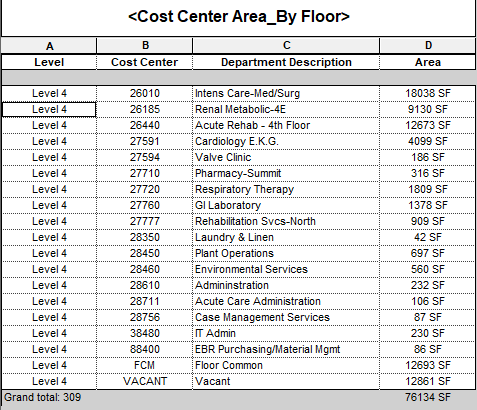 <Cost Center Area_By Floor>
A B C D
Level Cost Center Department Description Area
Level 4 26010 Intens Care-Med/Surg 18038 SF
Level 4 26185 Renal Metabolic-4E 9130 SF
Level 4 26440 Acute Rehab - 4th Floor 12673 SF
Level 4 27591 Cardiology E.K.G. 4099 SF
Level 4 27594 Valve Clinic 186 SF
Level 4 27710 Pharmacy-Summit 316 SF
Level 4 27720 Respiratory Therapy 1809 SF
Level 4 27760 GI Laboratory 1378 SF
Level 4 27777 Rehabilitation Svcs-North 909 SF
Level 4 28350 Laundry & Linen 42 SF
Level 4 28450 Plant Operations 697 SF
Level 4 28460 Environmental Services 560 SF
Level 4 28610 Admininstration 232 SF
Level 4 28711 Acute Care Administration 106 SF
Level 4 28756 Case Management Services 87 SF
Level 4 38480 IT Admin 230 SF
Level 4 88400 EBR Purchasing/Material Mgmt 86 SF
Level 4 FCM Floor Common 12693 SF
Level 4 VACANT Vacant 12861 SF
Grand total: 309 76134 SF